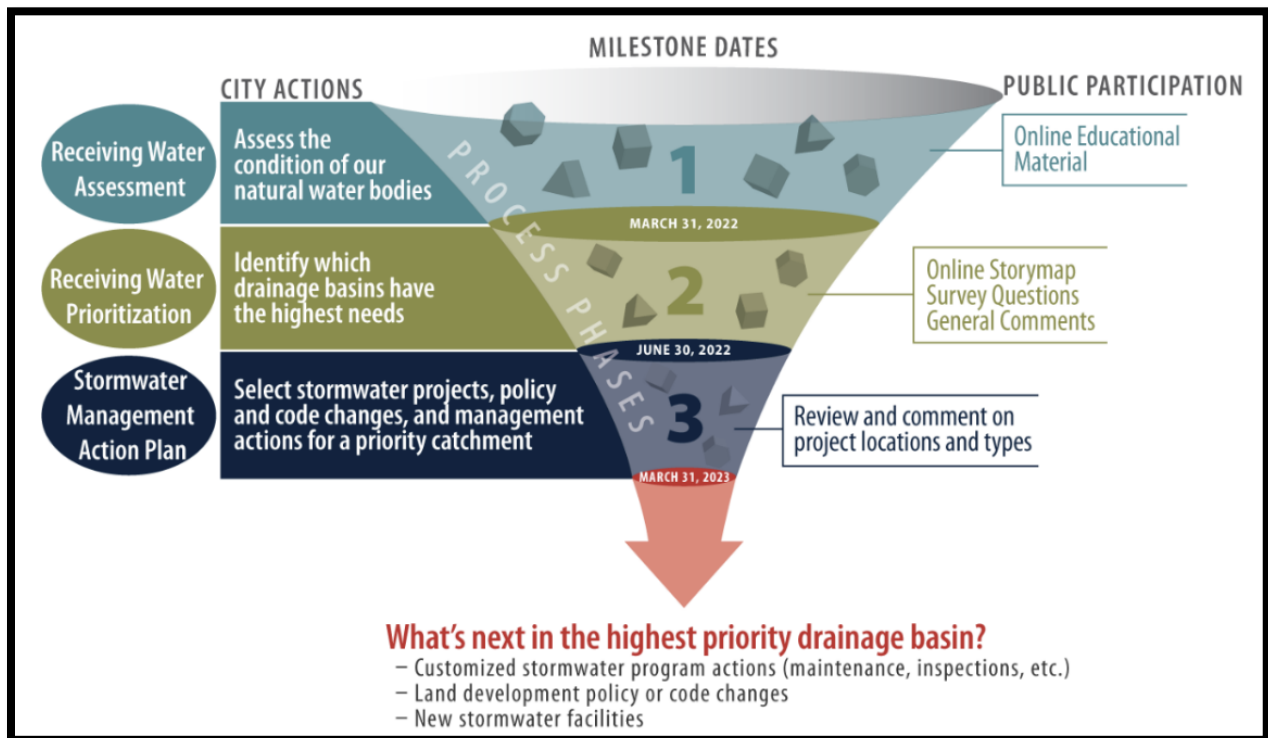 MILESTONE DATES
CITY ACTIONS
PUBLIC PARTICIPATION
PROCESS PHASES
Receiving Water
Assessment
Assess the
condition of our
natural water bodies
1
Online Educational
Material
MARCH 31, 2022
Receiving Water
Prioritization
Identify which
drainage basins have
the highest needs
2
Online Storymap
Survey Questions
General Comments
JUNE 30, 2022
Stormwater
Management
Action Plan
Select stormwater projects, policy
and code changes, and management
actions for a priority catchment
3
Review and comment on
project locations and types
MARCH 31, 2023
What's next in the highest priority drainage basin?
– Customized stormwater program actions (maintenance, inspections, etc.)
– Land development policy or code changes
– New stormwater facilities